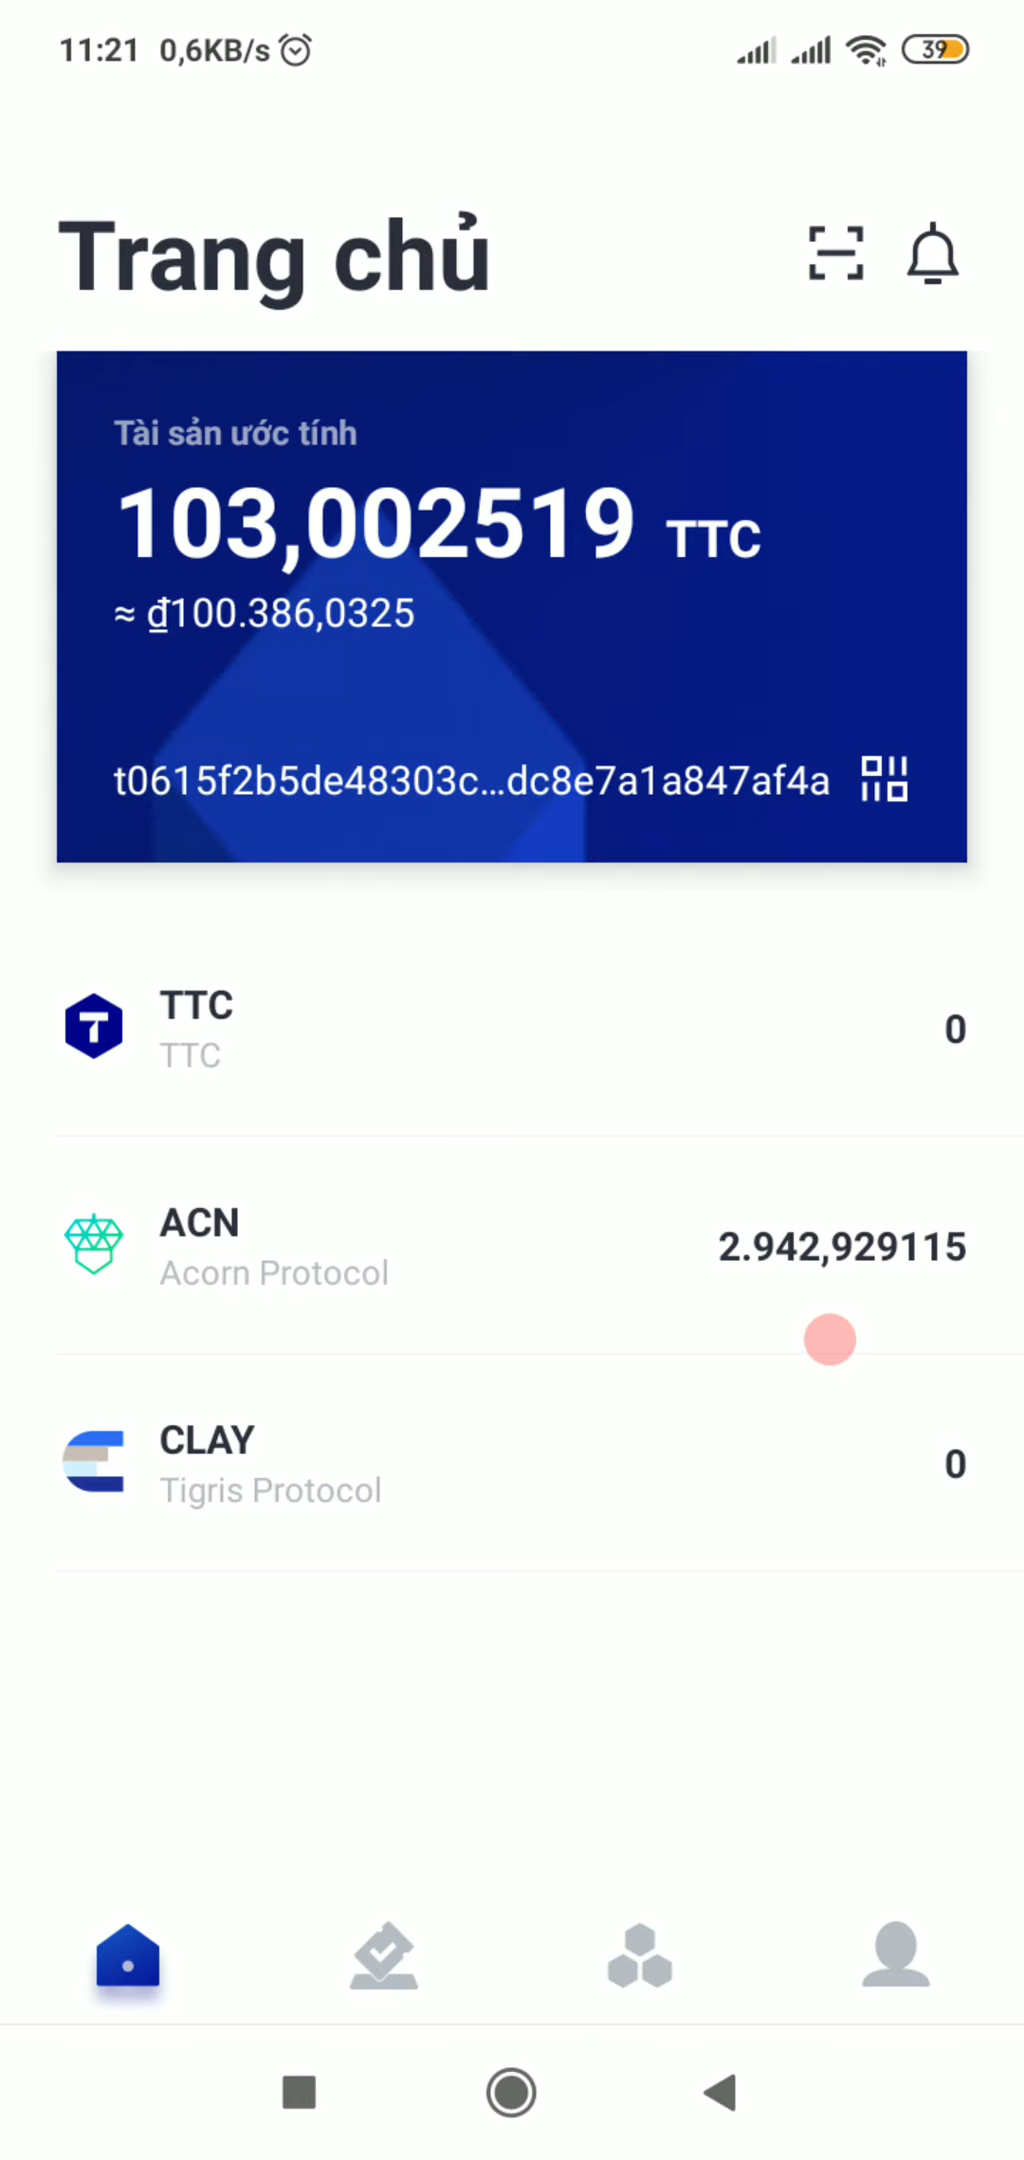 11:21 0,6KB/s 39
Trang chủ
Tài sản ước tính
103,002519 TTC
≈ ₫100.386,0325
t0615f2b5de48303c...dc8e7a1a847af4a
TTC
TTC
0
ACN
Acorn Protocol
2.942,929115
CLAY
Tigris Protocol
0